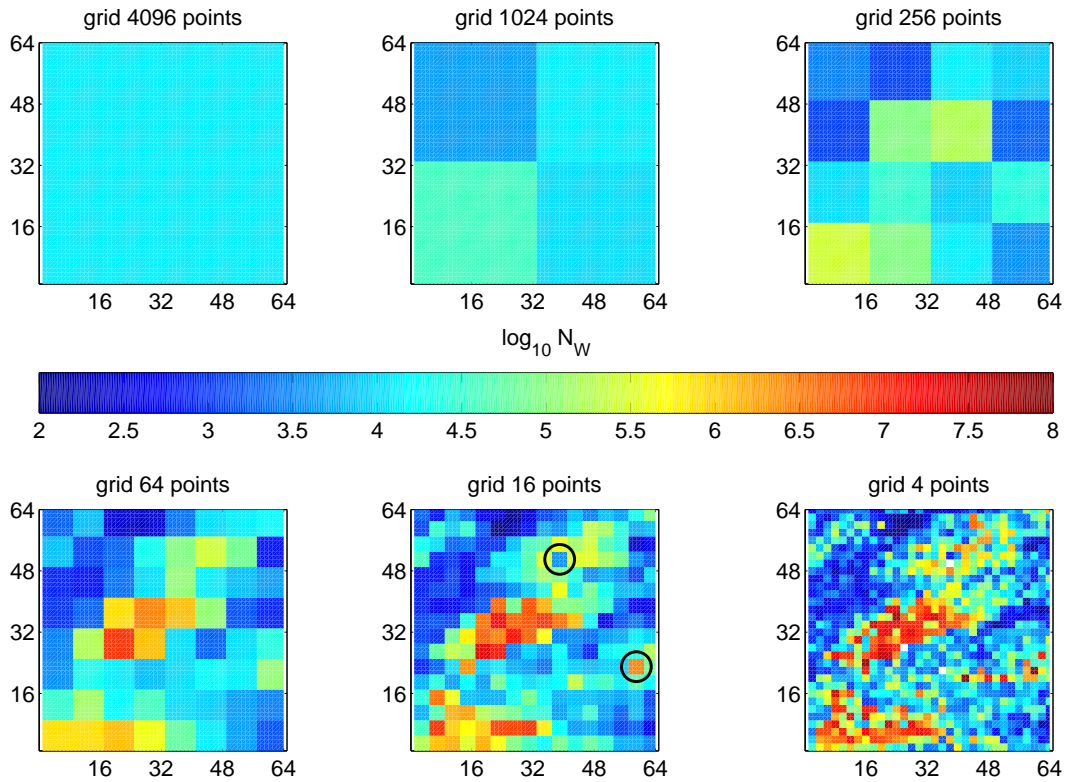 grid 4096 points
grid 1024 points
grid 256 points
64
48
32
16
16 32 48 64
64
48
32
16
16 32 48 64
64
48
32
16
16 32 48 64
log10 NW
2 2.5 3 3.5 4 4.5 5 5.5 6 6.5 7 7.5 8
grid 64 points
grid 16 points
grid 4 points
64
48
32
16
16 32 48 64
64
48
32
16
16 32 48 64
64
48
32
16
16 32 48 64